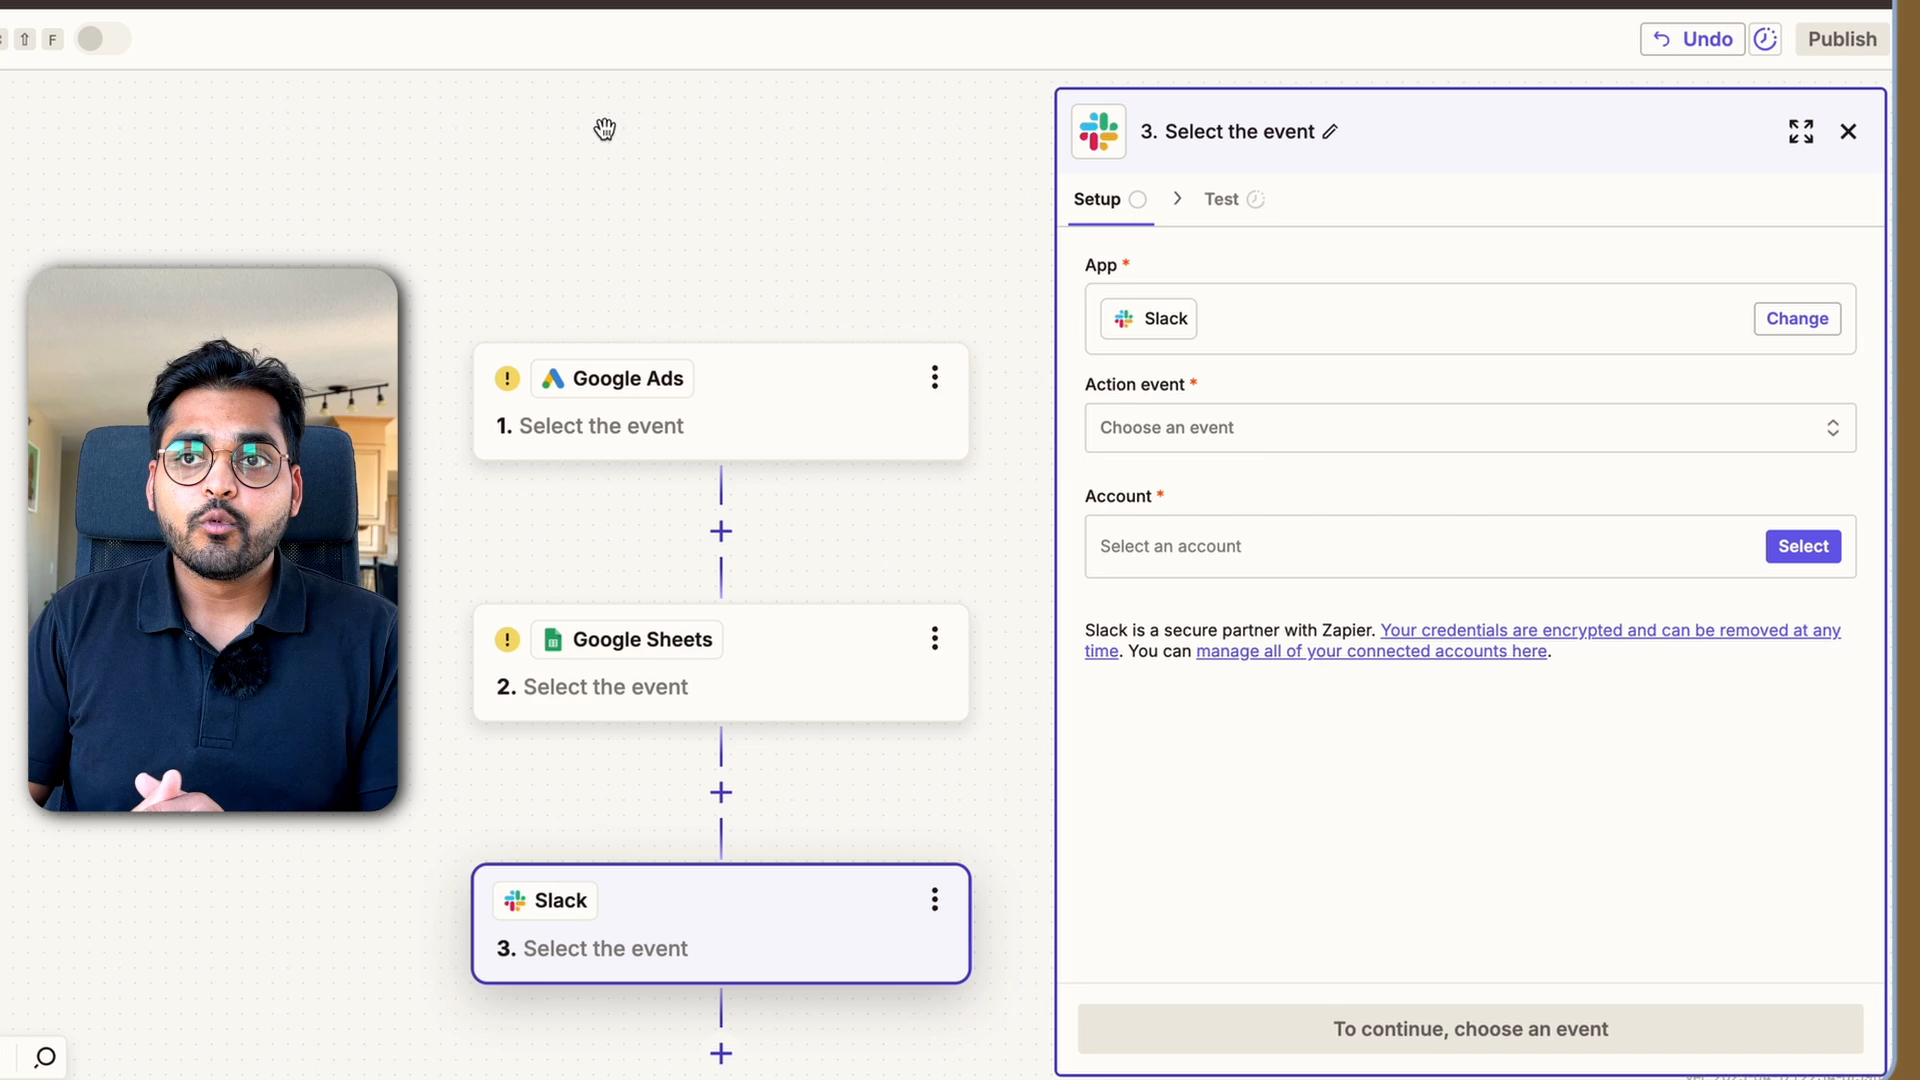 F
Undo
Publish
3. Select the event
Setup
Test
App *
Slack
Change
Action event *
Choose an event
Account *
Select an account
Select
Slack is a secure partner with Zapier. Your credentials are encrypted and can be removed at any
time. You can manage all of your connected accounts here.
To continue, choose an event
! Google Ads
1. Select the event
! Google Sheets
2. Select the event
Slack
3. Select the event